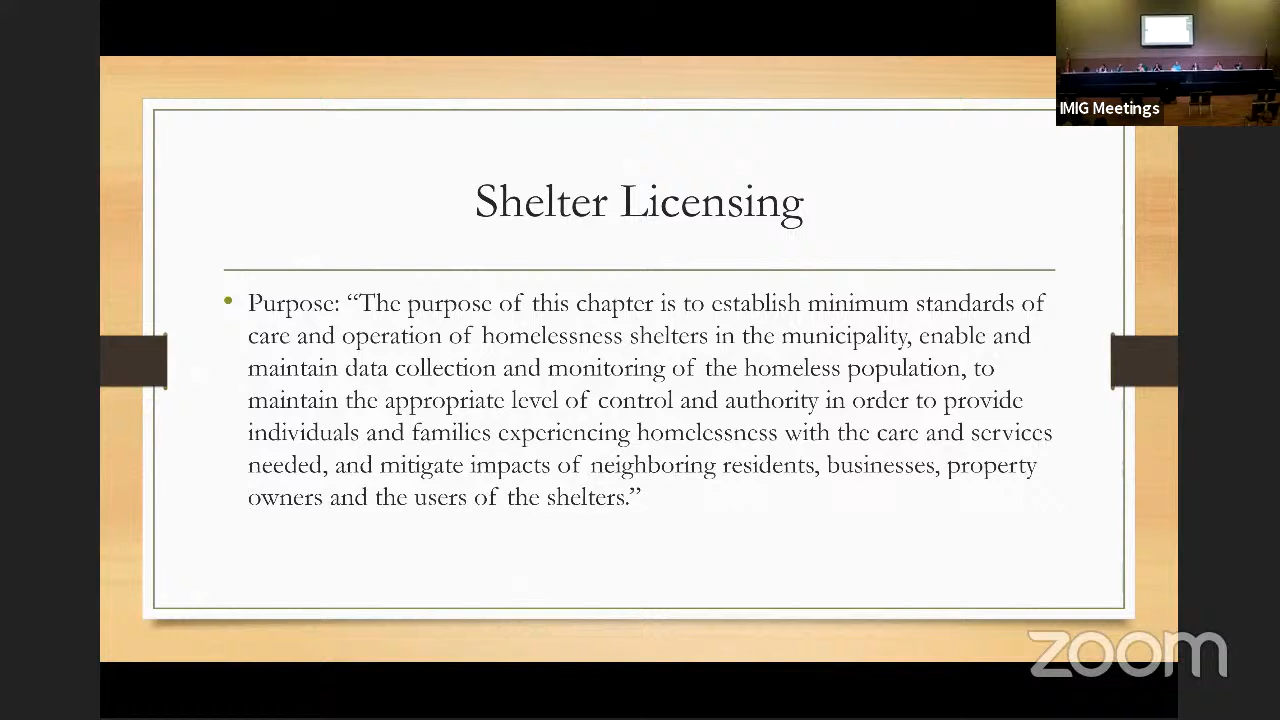 IMIG Meetings
Shelter Licensing
• Purpose: “The purpose of this chapter is to establish minimum standards of
care and operation of homelessness shelters in the municipality, enable and
maintain data collection and monitoring of the homeless population, to
maintain the appropriate level of control and authority in order to provide
individuals and families experiencing homelessness with the care and services
needed, and mitigate impacts of neighboring residents, businesses, property
owners and the users of the shelters.”
zoom